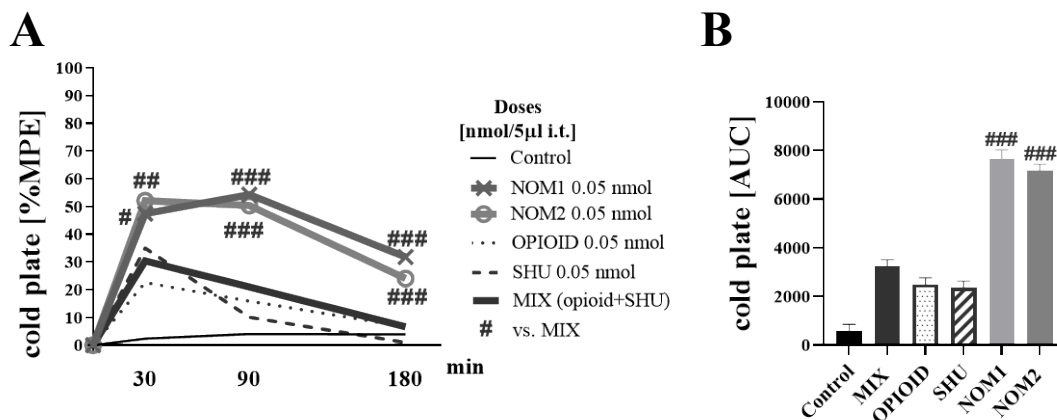 A
cold plate [%MPE]
100
90
80
70
60
50
40
30
20
10
0
30 90 180 min
## ###
#
###
###
###
Doses
[nmol/5µl i.t.]
Control
NOM1 0.05 nmol
NOM2 0.05 nmol
OPIOID 0.05 nmol
SHU 0.05 nmol
MIX (opioid+SHU)
# vs. MIX
B
cold plate [AUC]
10000
8000
6000
4000
2000
0
### ###
Control MIX OPIOID SHU NOM1 NOM2